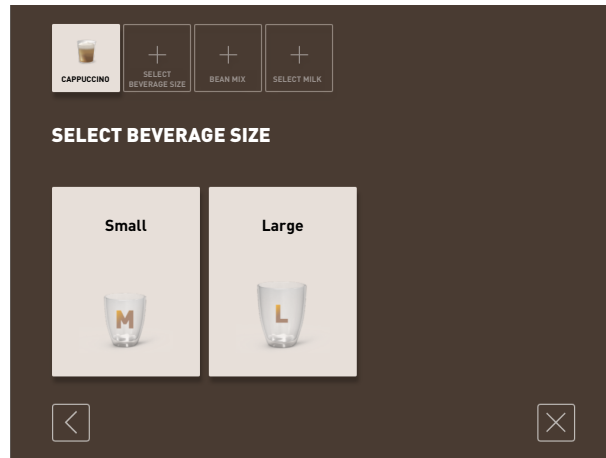 CAPPUCCINO
SELECT
BEVERAGE SIZE
BEAN MIX
SELECT MILK
SELECT BEVERAGE SIZE
Small
Large
M
L